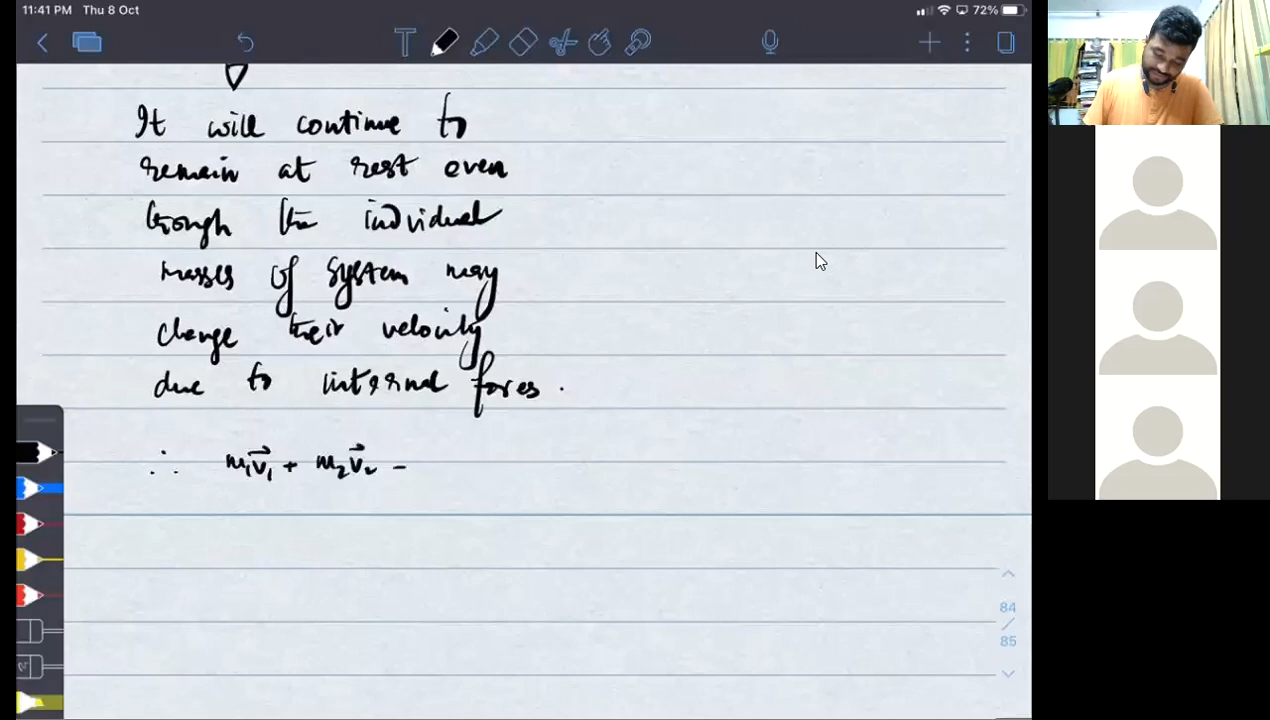 11:41 PM Thu 8 Oct
72%
T
It will continue to
remain at rest even
though the individual
masses of system may
change their velocity
due to internal forces .
∴ m₁v⃗₁ + m₂v⃗₂ –
84
/
85